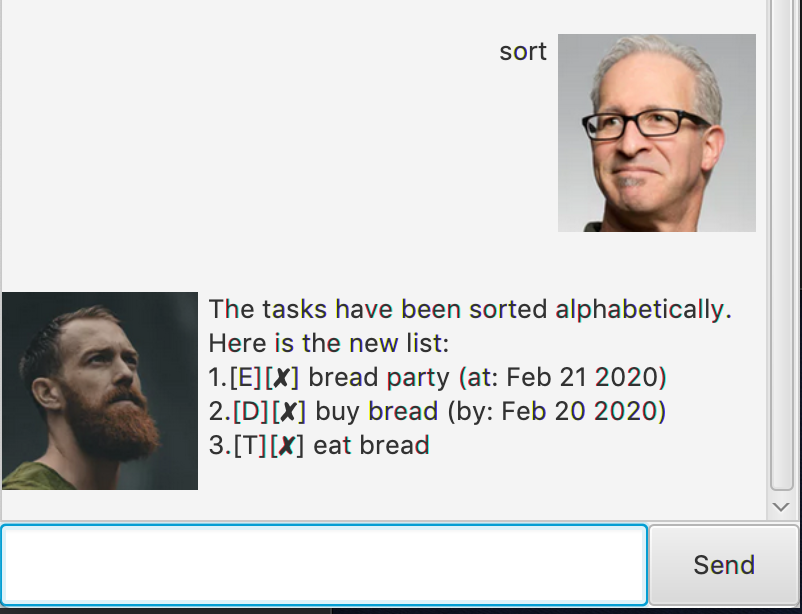 sort
The tasks have been sorted alphabetically.
Here is the new list:
1.[E][✘] bread party (at: Feb 21 2020)
2.[D][✘] buy bread (by: Feb 20 2020)
3.[T][✘] eat bread
Send